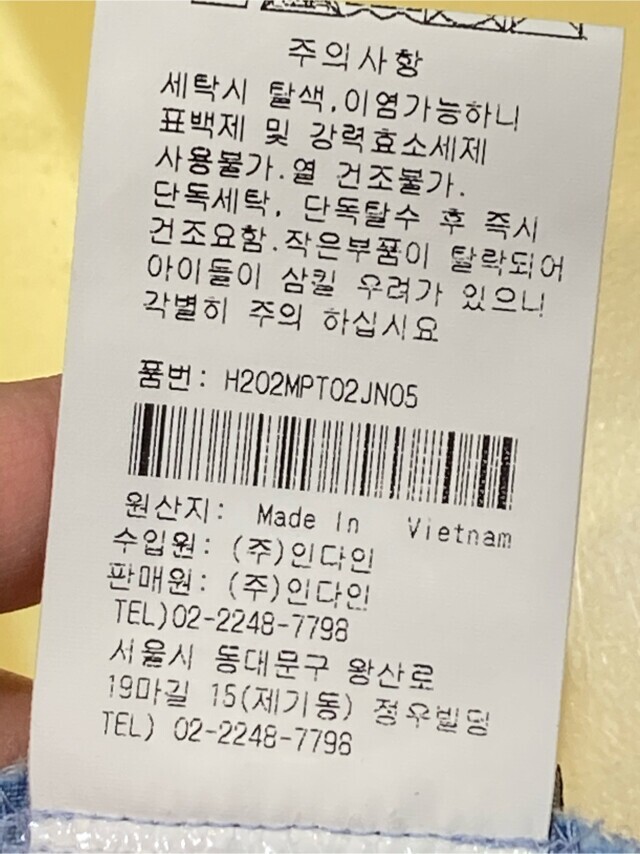 주의사항
세탁시 탈색,이염가능하니
표백제 및 강력효소세제
사용불가.열 건조불가.
단독세탁, 단독탈수 후 즉시
건조요함.작은부품이 탈락되어
아이들이 삼킬 우려가 있으니
각별히 주의 하십시요
품번: H202MPT02JN05
원산지: Made In Vietnam
수입원: (주)인다인
판매원: (주)인다인
TEL)02-2248-7798
서울시 동대문구 왕산로
19마길 15(제기동) 정우빌딩
TEL) 02-2248-7798